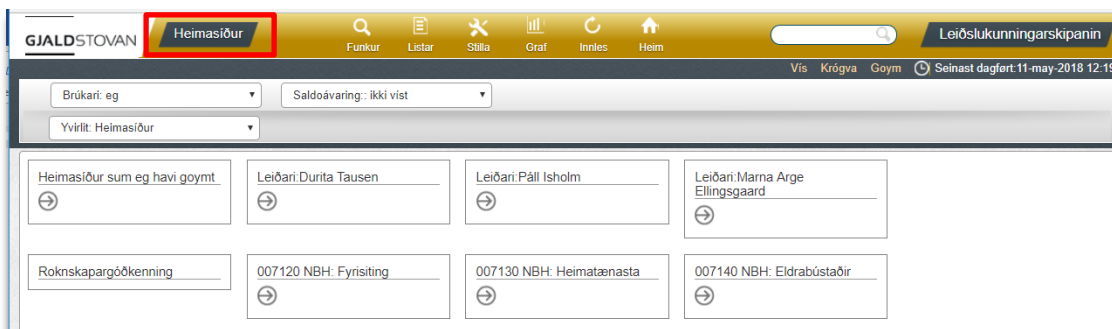 GJALDSTOVAN
Heimasíður
Funkur
Listar
Stilla
Graf
Innles
Heim
Leiðslukunningarskipanin
Vís Krógva Goym Seinast dagført:11-may-2018 12:19
Brúkari: eg
Saldoávaring:: ikki víst
Yvirlit: Heimasíður
Heimasíður sum eg havi goymt
Leiðari:Durita Tausen
Leiðari:Páll Isholm
Leiðari:Marna Arge
Ellingsgaard
Roknskapargóðkenning
007120 NBH: Fyrisiting
007130 NBH: Heimatænasta
007140 NBH: Eldrabústaðir